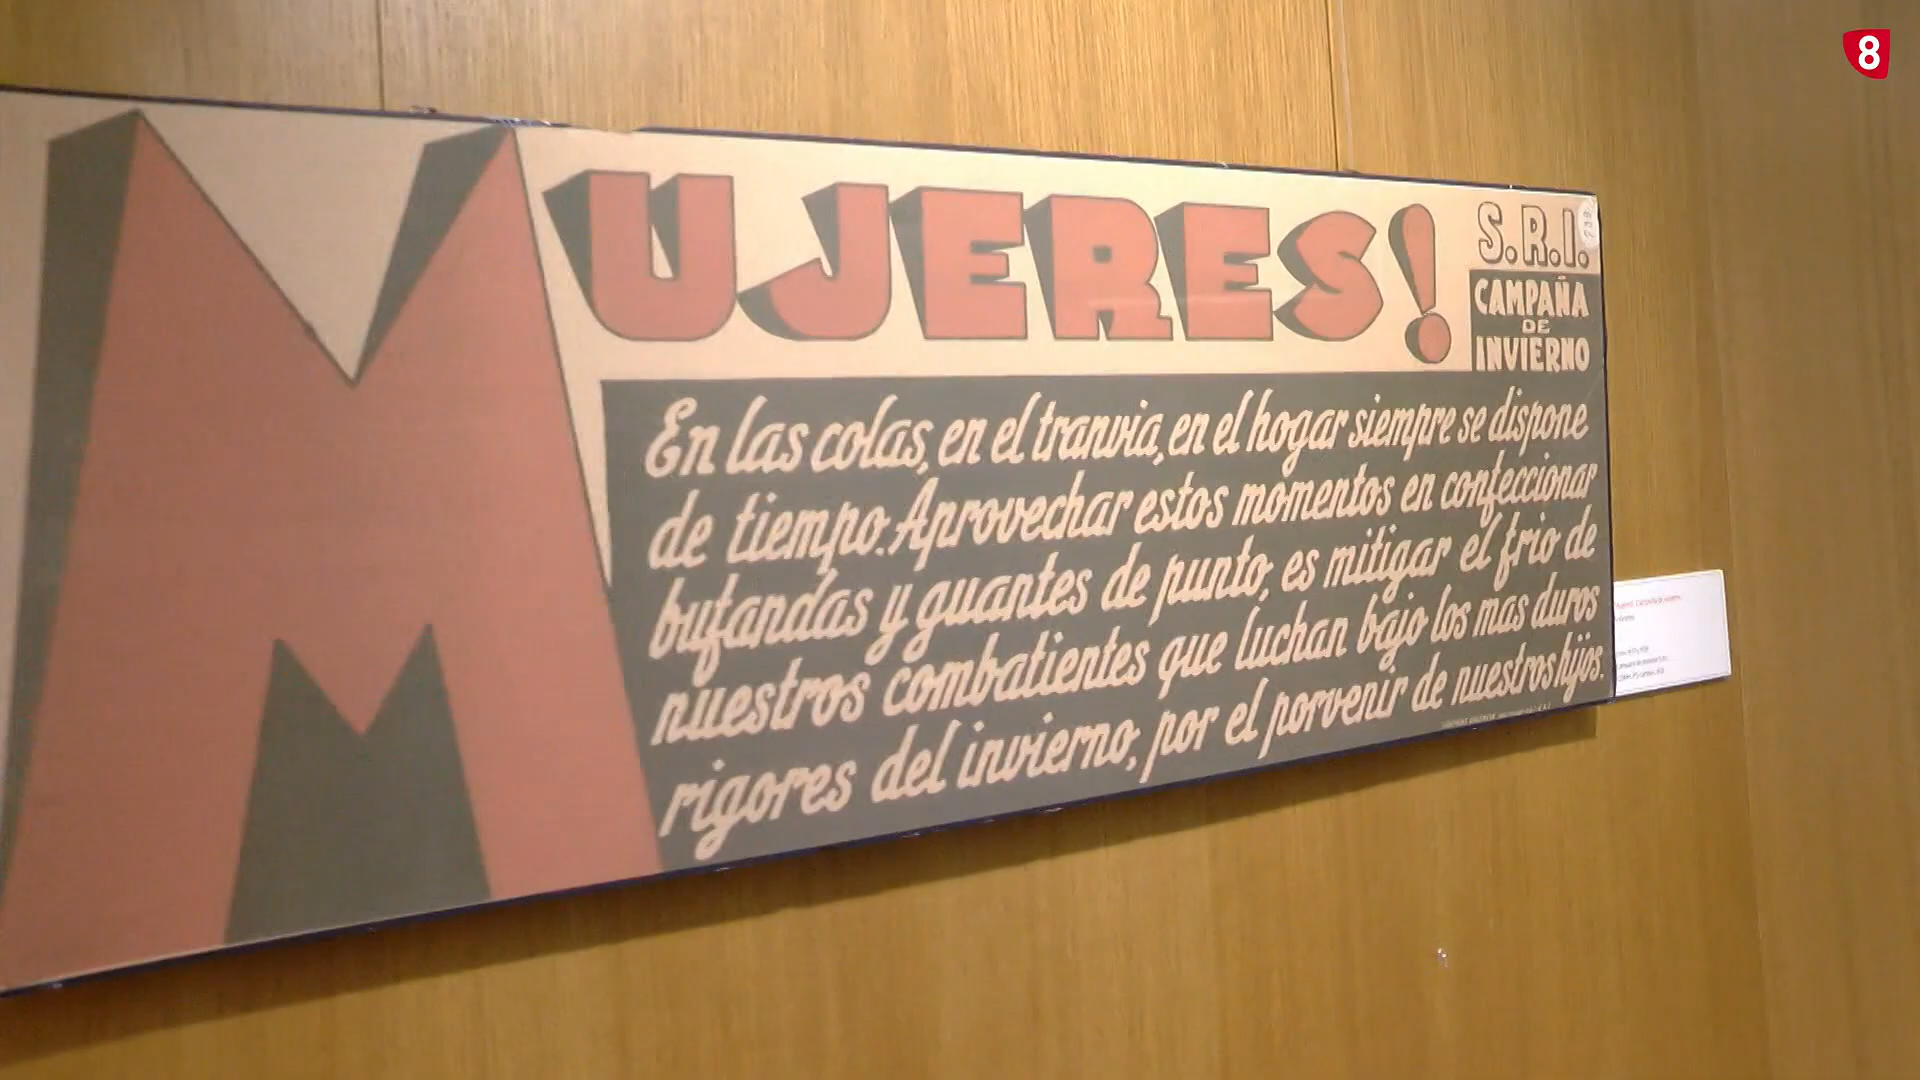 8
MUJERES!
S.R.I.
CAMPAÑA
DE
INVIERNO
En las colas, en el tranvia, en el hogar siempre se dispone
de tiempo. Aprovechar estos momentos en confeccionar
bufandas y guantes de punto, es mitigar el frio de
nuestros combatientes que luchan bajo los mas duros
rigores del invierno, por el porvenir de nuestros hijos.